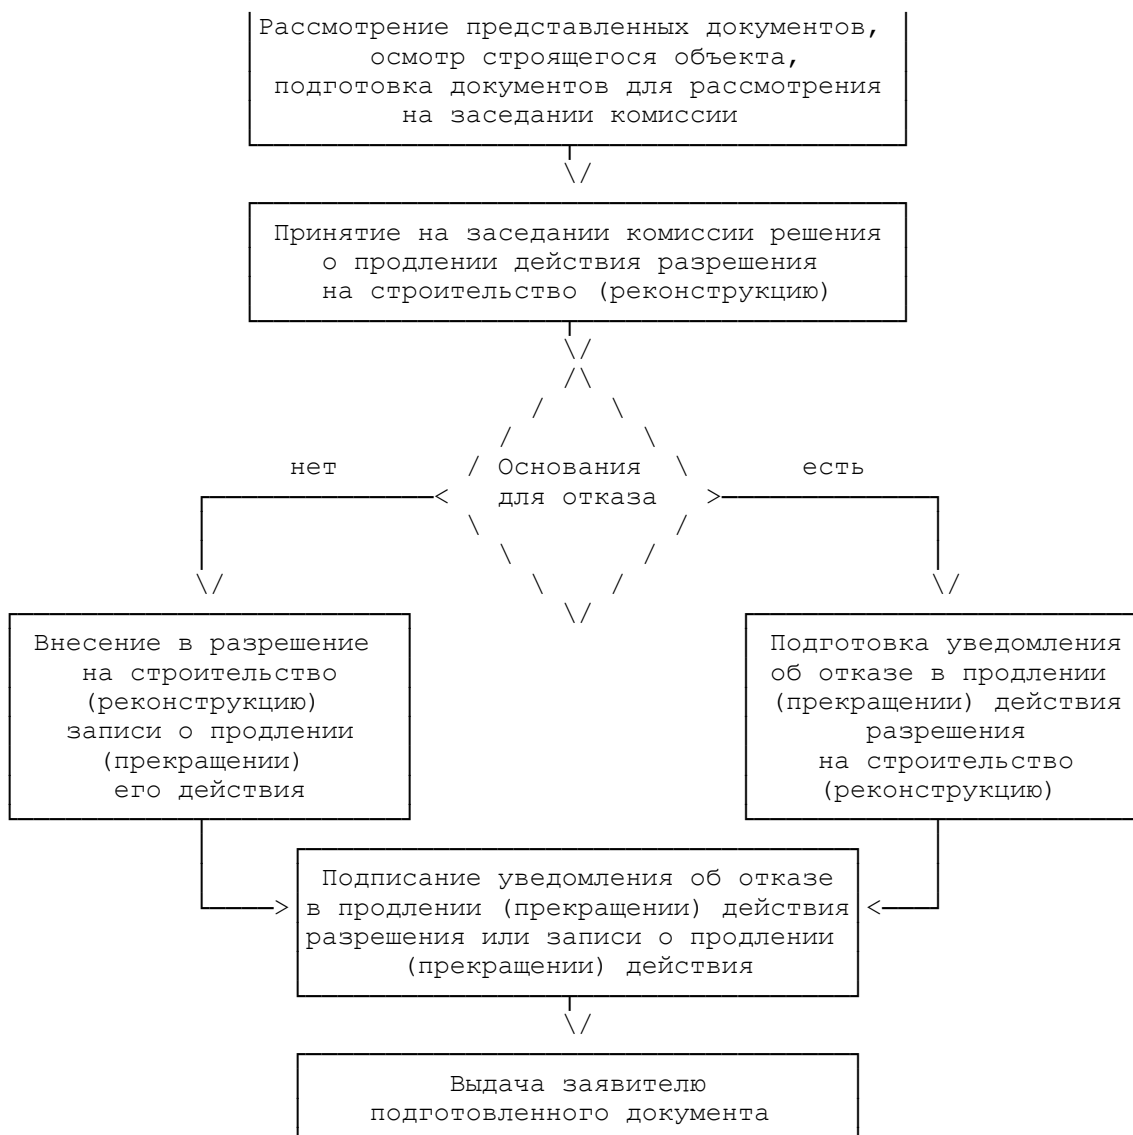 Рассмотрение представленных документов,
осмотр строящегося объекта,
подготовка документов для рассмотрения
на заседании комиссии
Принятие на заседании комиссии решения
о продлении действия разрешения
на строительство (реконструкцию)
нет
Основания
для отказа
есть
Внесение в разрешение
на строительство
(реконструкцию)
записи о продлении
(прекращении)
его действия
Подготовка уведомления
об отказе в продлении
(прекращении) действия
разрешения
на строительство
(реконструкцию)
Подписание уведомления об отказе
в продлении (прекращении) действия
разрешения или записи о продлении
(прекращении) действия
Выдача заявителю
подготовленного документа